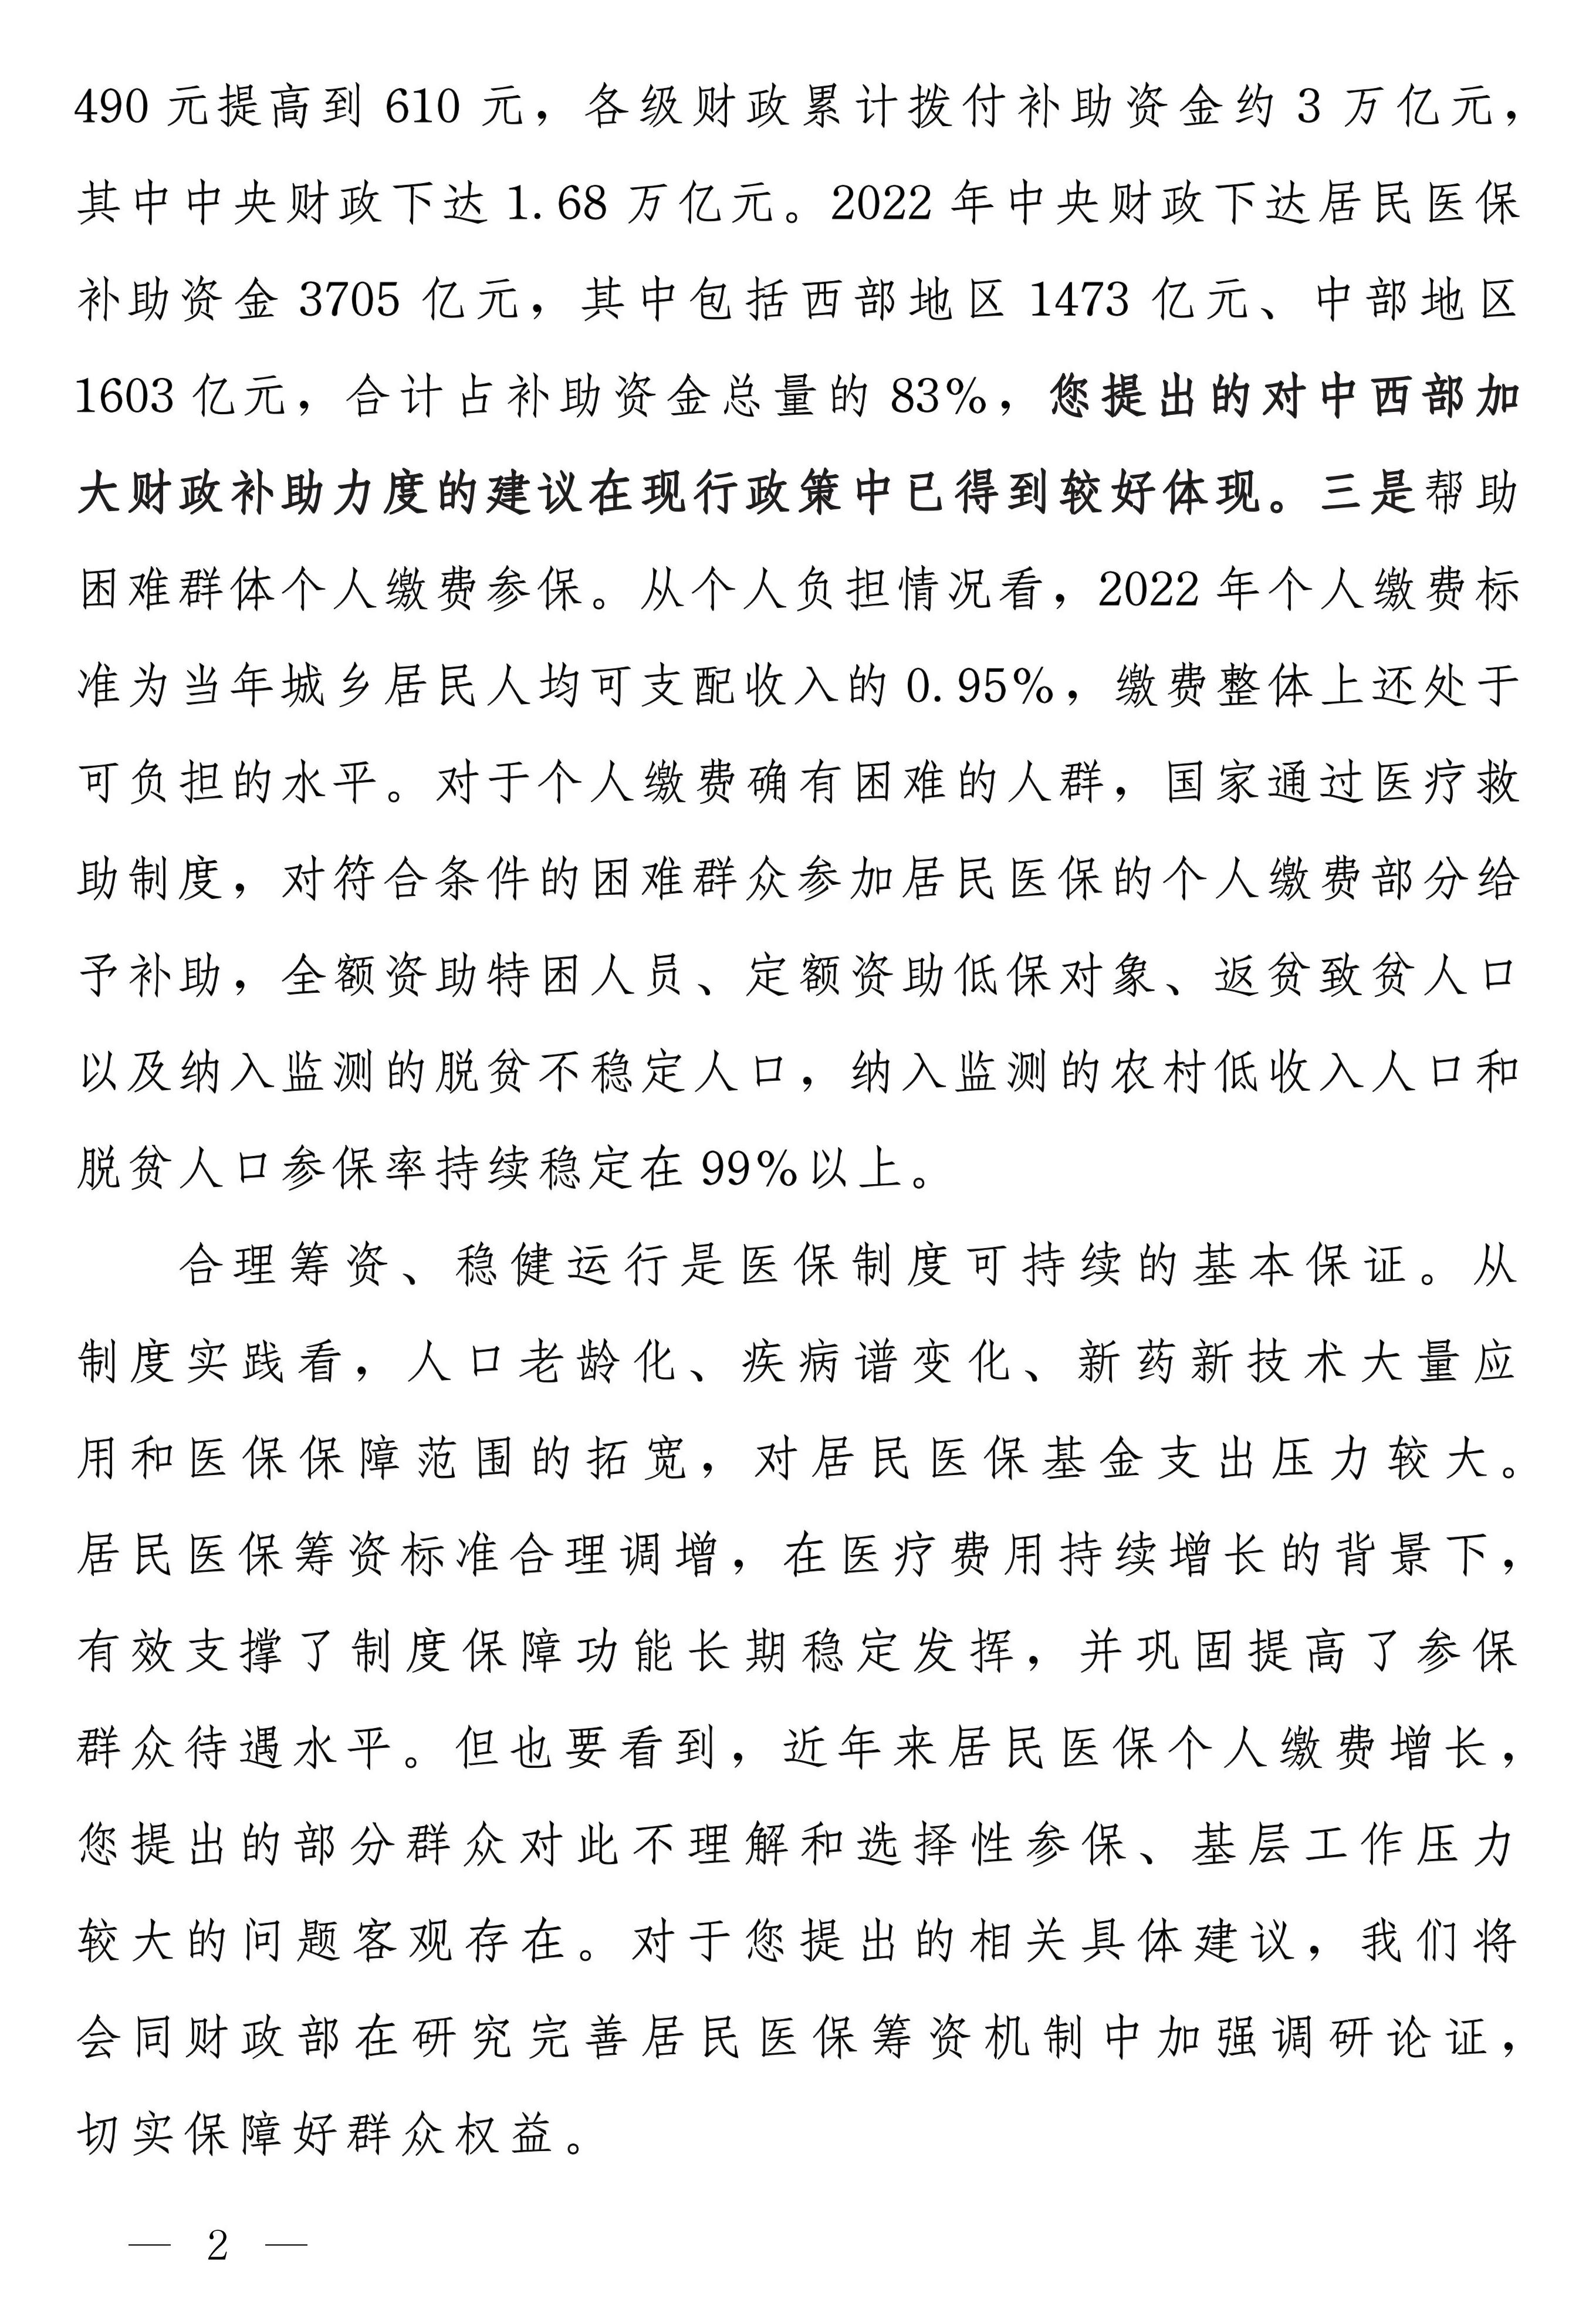 490 元提高到 610 元，各级财政累计拨付补助资金约 3 万亿元，
其中中央财政下达 1.68 万亿元。2022 年中央财政下达居民医保
补助资金 3705 亿元，其中包括西部地区 1473 亿元、中部地区
1603 亿元，合计占补助资金总量的 83%，您提出的对中西部加
大财政补助力度的建议在现行政策中已得到较好体现。三是帮助
困难群体个人缴费参保。从个人负担情况看，2022 年个人缴费标
准为当年城乡居民人均可支配收入的 0.95%，缴费整体上还处于
可负担的水平。对于个人缴费确有困难的人群，国家通过医疗救
助制度，对符合条件的困难群众参加居民医保的个人缴费部分给
予补助，全额资助特困人员、定额资助低保对象、返贫致贫人口
以及纳入监测的脱贫不稳定人口，纳入监测的农村低收入人口和
脱贫人口参保率持续稳定在 99%以上。
合理筹资、稳健运行是医保制度可持续的基本保证。从
制度实践看，人口老龄化、疾病谱变化、新药新技术大量应
用和医保保障范围的拓宽，对居民医保基金支出压力较大。
居民医保筹资标准合理调增，在医疗费用持续增长的背景下，
有效支撑了制度保障功能长期稳定发挥，并巩固提高了参保
群众待遇水平。但也要看到，近年来居民医保个人缴费增长，
您提出的部分群众对此不理解和选择性参保、基层工作压力
较大的问题客观存在。对于您提出的相关具体建议，我们将
会同财政部在研究完善居民医保筹资机制中加强调研论证，
切实保障好群众权益。
— 2 —